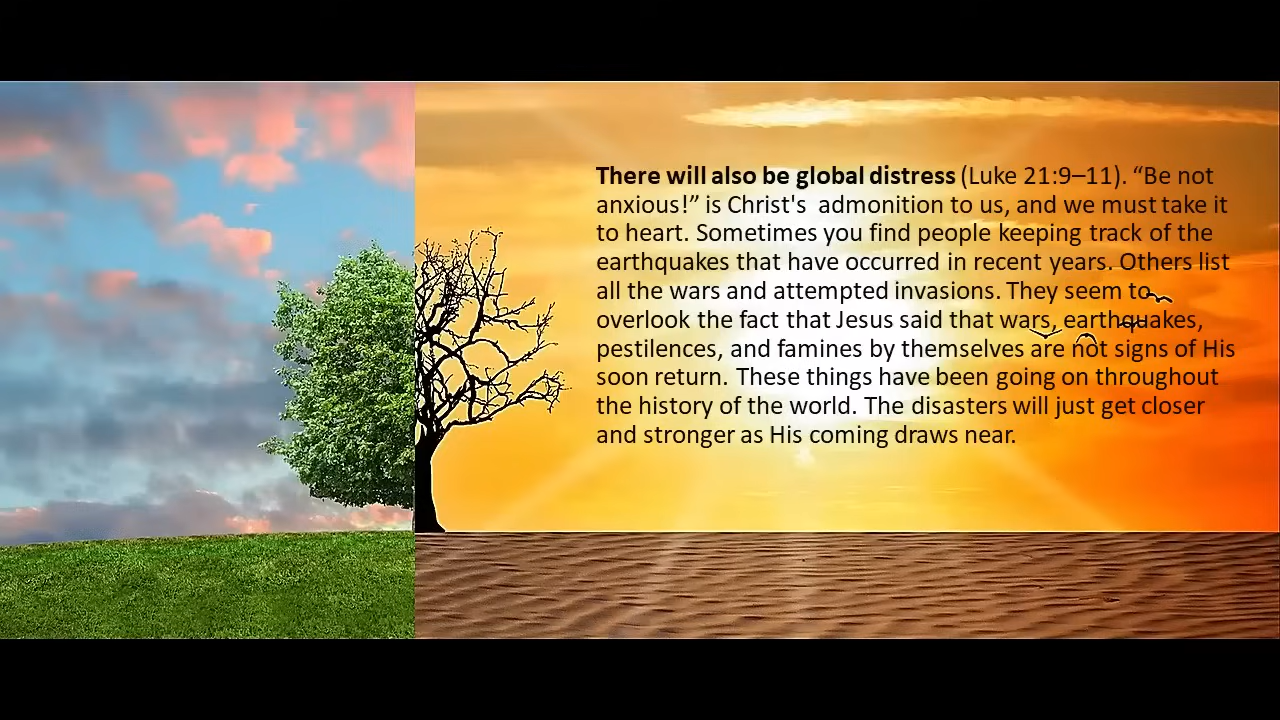 There will also be global distress (Luke 21:9–11). “Be not
anxious!” is Christ's  admonition to us, and we must take it
to heart. Sometimes you find people keeping track of the
earthquakes that have occurred in recent years. Others list
all the wars and attempted invasions. They seem to
overlook the fact that Jesus said that wars, earthquakes,
pestilences, and famines by themselves are not signs of His
soon return. These things have been going on throughout
the history of the world. The disasters will just get closer
and stronger as His coming draws near.